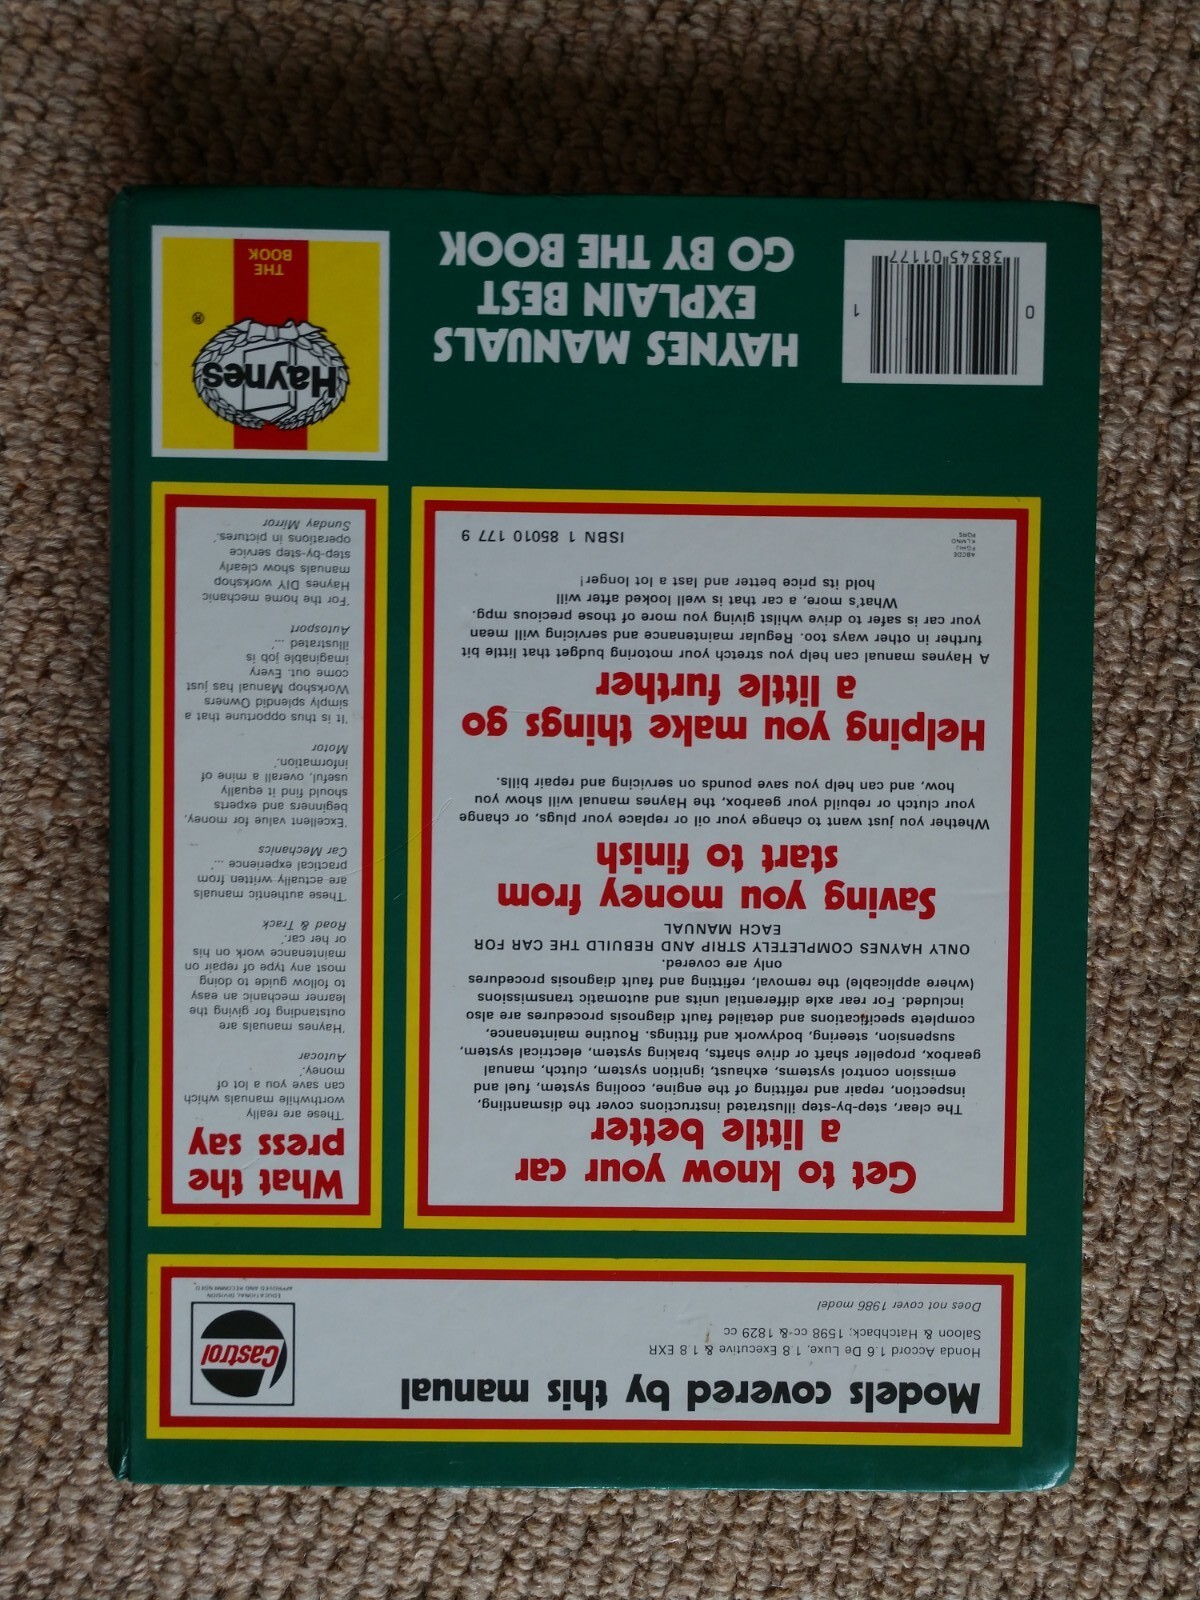 Models covered by this manual
Honda Accord 1.6 De Luxe, 1.8 Executive & 1.8 EXR
Saloon & Hatchback; 1598 cc & 1829 cc
Does not cover 1986 model
Castrol
EDUCATIONAL DIVISION
APPROVED AND RECOMMENDED
Get to know your car
a little better
The clear, step-by-step illustrated instructions cover the dismantling,
inspection, repair and refitting of the engine, cooling system, fuel and
emission control systems, exhaust, ignition system, clutch, manual
gearbox, propeller shaft or drive shafts, braking system, electrical system,
suspension, steering, bodywork and fittings. Routine maintenance,
complete specifications and detailed fault diagnosis procedures are also
included. For rear axle differential units and automatic transmissions
(where applicable) the removal, refitting and fault diagnosis procedures
only are covered.
ONLY HAYNES COMPLETELY STRIP AND REBUILD THE CAR FOR
EACH MANUAL
Saving you money from
start to finish
Whether you just want to change your oil or replace your plugs, or change
your clutch or rebuild your gearbox, the Haynes manual will show you
how, and can help you save pounds on servicing and repair bills.
Helping you make things go
a little further
A Haynes manual can help you stretch your motoring budget that little bit
further in other ways too. Regular maintenance and servicing will mean
your car is safer to drive whilst giving you more of those precious mpg.
What's more, a car that is well looked after will
hold its price better and last a lot longer!
ABCDE
FGHIJ
KLMNO
PQRS
ISBN 1 85010 177 9
What the
press say
'These are really
worthwhile manuals which
can save you a lot of
money.'
Autocar
'Haynes manuals are
outstanding for giving the
learner mechanic an easy
to follow guide to doing
most any type of repair on
maintenance work on his
or her car.'
Road & Track
'These authentic manuals
are actually written from
practical experience ...'
Car Mechanics
'Excellent value for money,
beginners and experts
should find it equally
useful, overall a mine of
information.'
Motor
'It is thus opportune that a
simply splendid Owners
Workshop Manual has just
come out. Every
imaginable job is
illustrated ...'
Autosport
'For the home mechanic
Haynes DIY workshop
manuals show clearly
step-by-step service
operations in pictures.'
Sunday Mirror
0 38345 01177 1
HAYNES MANUALS
EXPLAIN BEST
GO BY THE BOOK
Haynes
®
THE
BOOK